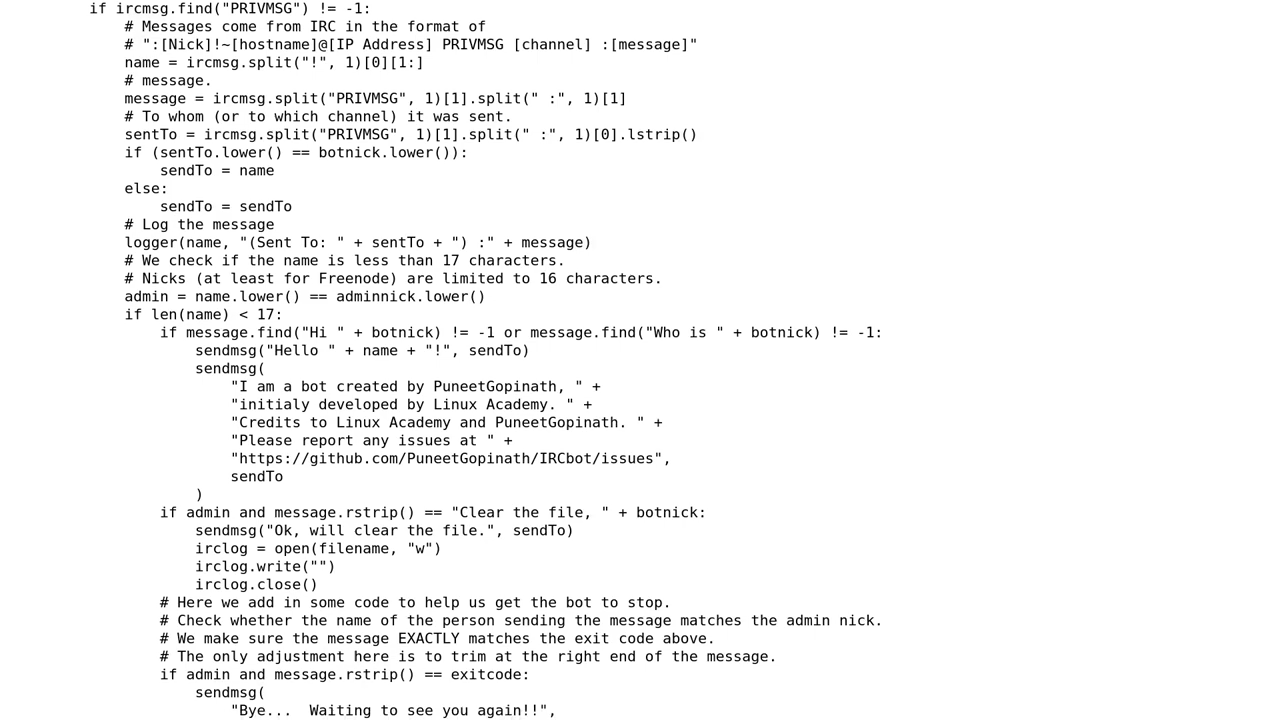 if ircmsg.find("PRIVMSG") != -1:
# Messages come from IRC in the format of
# ":[Nick]!~[hostname]@[IP Address] PRIVMSG [channel] :[message]"
name = ircmsg.split("!", 1)[0][1:]
# message.
message = ircmsg.split("PRIVMSG", 1)[1].split(" :", 1)[1]
# To whom (or to which channel) it was sent.
sentTo = ircmsg.split("PRIVMSG", 1)[1].split(" :", 1)[0].lstrip()
if (sentTo.lower() == botnick.lower()):
sendTo = name
else:
sendTo = sendTo
# Log the message
logger(name, "(Sent To: " + sentTo + ") :" + message)
# We check if the name is less than 17 characters.
# Nicks (at least for Freenode) are limited to 16 characters.
admin = name.lower() == adminnick.lower()
if len(name) < 17:
if message.find("Hi " + botnick) != -1 or message.find("Who is " + botnick) != -1:
sendmsg("Hello " + name + "!", sendTo)
sendmsg(
"I am a bot created by PuneetGopinath, " +
"initialy developed by Linux Academy. " +
"Credits to Linux Academy and PuneetGopinath. " +
"Please report any issues at " +
"https://github.com/PuneetGopinath/IRCbot/issues",
sendTo
)
if admin and message.rstrip() == "Clear the file, " + botnick:
sendmsg("Ok, will clear the file.", sendTo)
irclog = open(filename, "w")
irclog.write("")
irclog.close()
# Here we add in some code to help us get the bot to stop.
# Check whether the name of the person sending the message matches the admin nick.
# We make sure the message EXACTLY matches the exit code above.
# The only adjustment here is to trim at the right end of the message.
if admin and message.rstrip() == exitcode:
sendmsg(
"Bye...  Waiting to see you again!!",